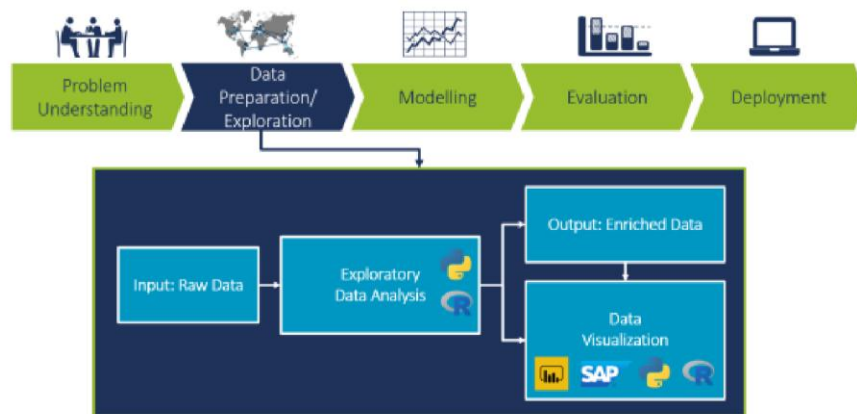 Problem
Understanding
Data
Preparation/
Exploration
Modelling
Evaluation
Deployment
Input: Raw Data
Exploratory
Data Analysis
Output: Enriched Data
Data
Visualization
SAP
R
R